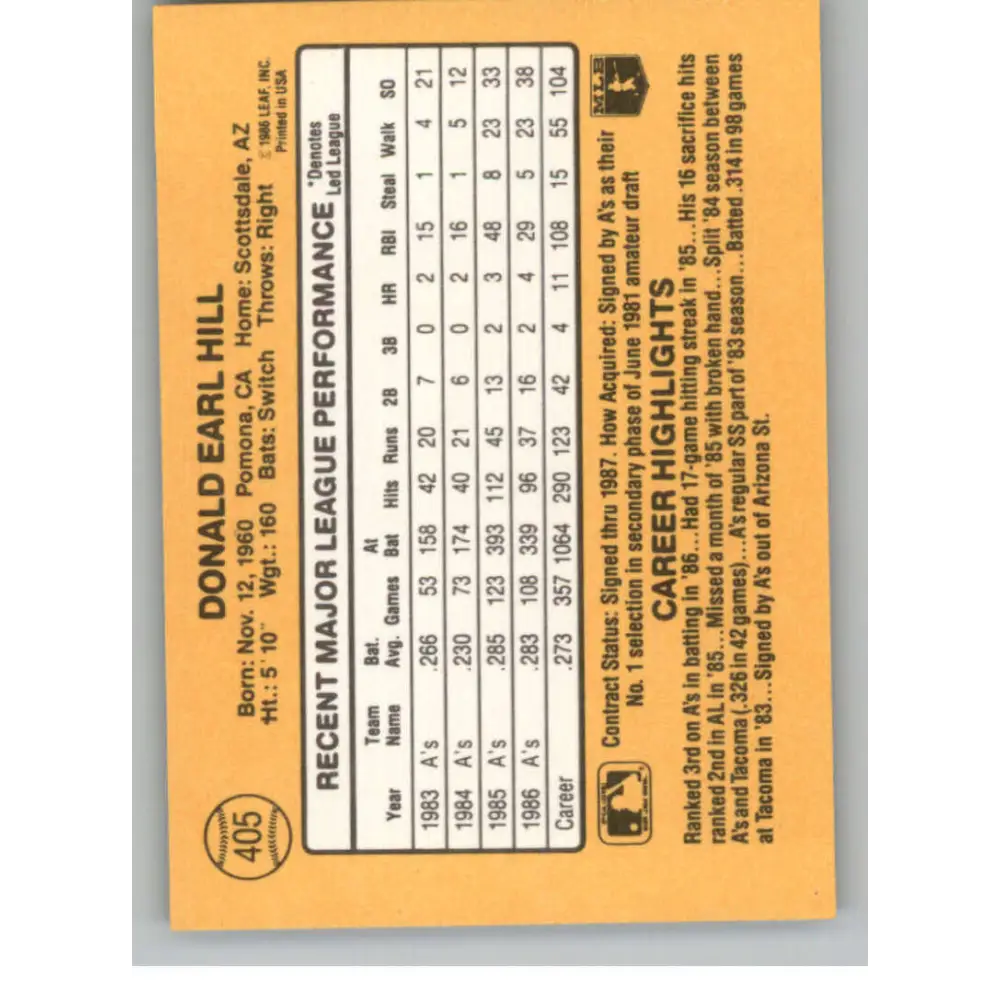 405
DONALD EARL HILL
Born: Nov. 12, 1960 Pomona, CA Home: Scottsdale, AZ
Ht.: 5' 10" Wgt.: 160 Bats: Switch Throws: Right
© 1986 LEAF, INC.
Printed in USA
RECENT MAJOR LEAGUE PERFORMANCE
*Denotes
Led League
Year Team Name Bat. Avg. Games At Bat Hits Runs 2B 3B HR RBI Steal Walk SO
1983 A's .266 53 158 42 20 7 0 2 15 1 4 21
1984 A's .230 73 174 40 21 6 0 2 16 1 5 12
1985 A's .285 123 393 112 45 13 2 3 48 8 23 33
1986 A's .283 108 339 96 37 16 2 4 29 5 23 38
Career .273 357 1064 290 123 42 4 11 108 15 55 104
Contract Status: Signed thru 1987. How Acquired: Signed by A's as their
No. 1 selection in secondary phase of June 1981 amateur draft
MLB
CAREER HIGHLIGHTS
Ranked 3rd on A's in batting in '86...Had 17-game hitting streak in '85...His 16 sacrifice hits
ranked 2nd in AL in '85...Missed a month of '85 with broken hand...Split '84 season between
A's and Tacoma (.326 in 42 games)...A's regular SS part of '83 season...Batted .314 in 98 games
at Tacoma in '83...Signed by A's out of Arizona St.